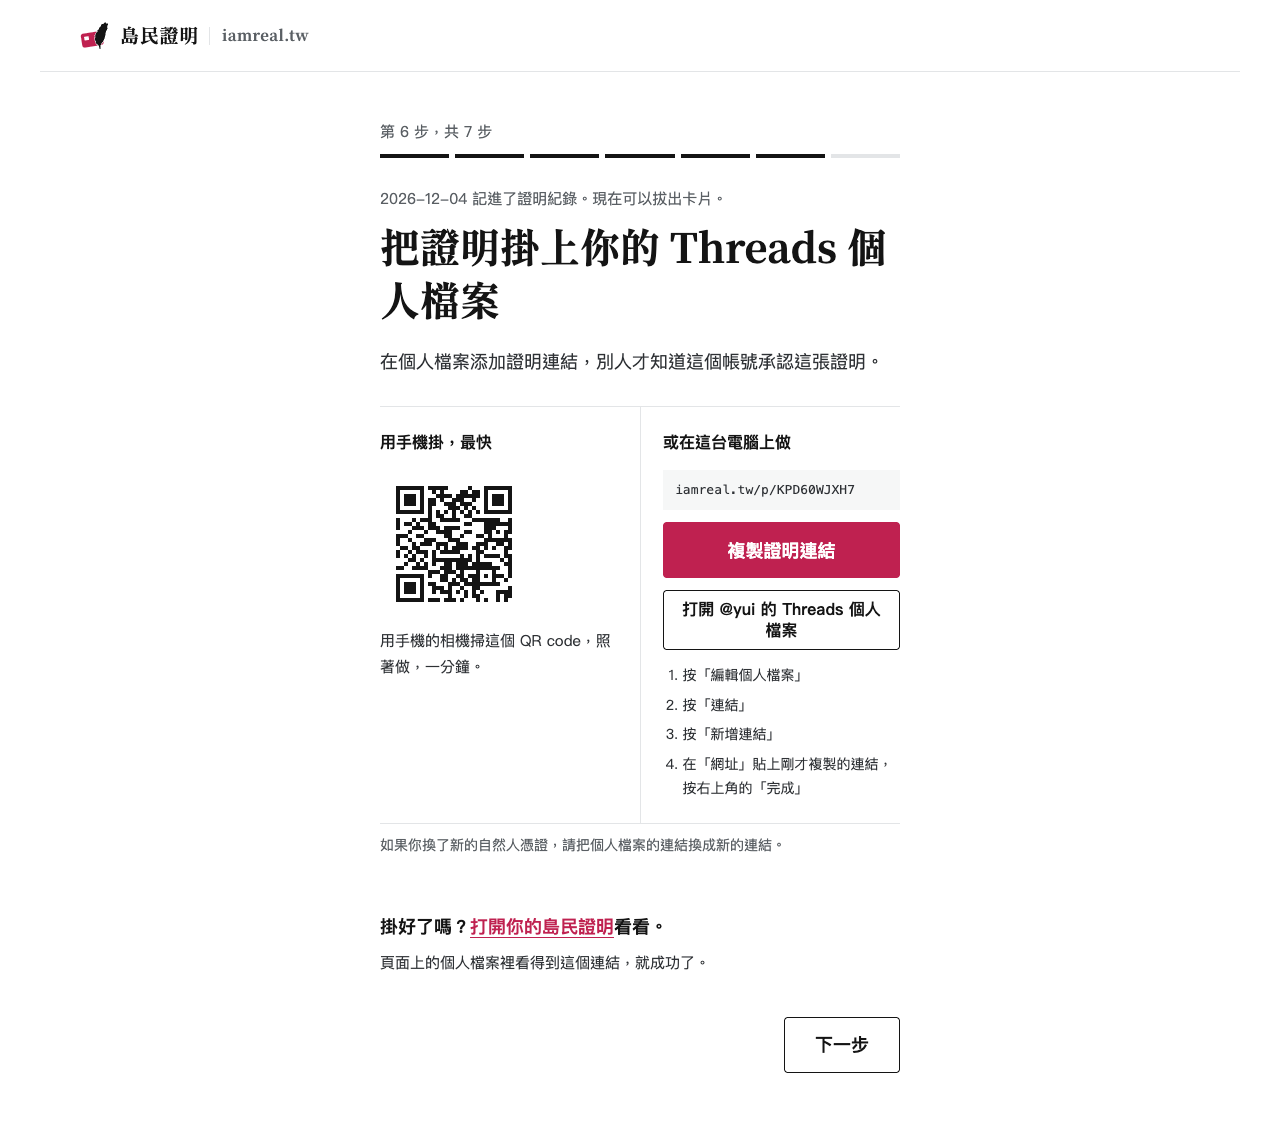 島民證明
iamreal.tw
第 6 步，共 7 步
2026-12-04 記進了證明紀錄。現在可以拔出卡片。
把證明掛上你的 Threads 個
人檔案
在個人檔案添加證明連結，別人才知道這個帳號承認這張證明。
用手機掛，最快
用手機的相機掃這個 QR code，照
著做，一分鐘。
或在這台電腦上做
iamreal.tw/p/KPD60WJXH7
複製證明連結
打開 @yui 的 Threads 個人
檔案
1. 按「編輯個人檔案」
2. 按「連結」
3. 按「新增連結」
4. 在「網址」貼上剛才複製的連結，
按右上角的「完成」
如果你換了新的自然人憑證，請把個人檔案的連結換成新的連結。
掛好了嗎？打開你的島民證明看看。
頁面上的個人檔案裡看得到這個連結，就成功了。
下一步